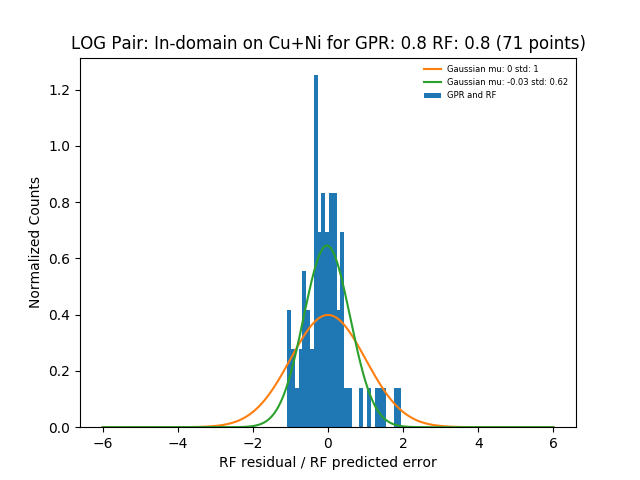 LOG Pair: In-domain on Cu+Ni for GPR: 0.8 RF: 0.8 (71 points)
Gaussian mu: 0 std: 1
Gaussian mu: -0.03 std: 0.62
GPR and RF
Normalized Counts
1.2
1.0
0.8
0.6
0.4
0.2
0.0
−6 −4 −2 0 2 4 6
RF residual / RF predicted error